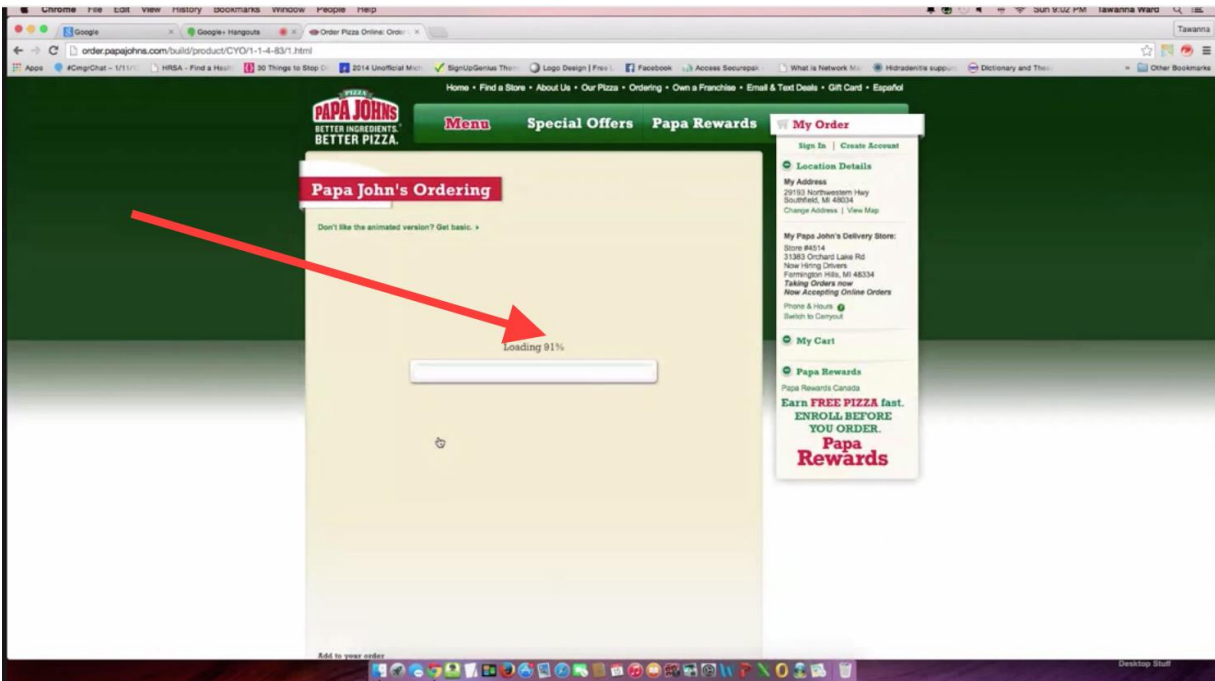 Chrome File Edit View History Bookmarks Window People Help
Sun 9:02 PM Tawanna Ward
Google
Google+ Hangouts
Order Pizza Online: Order
Tawanna
order.papajohns.com/build/product/CYO/1-1-4-83/1.html
Apps
#CmgrChat – 1/11/
HRSA - Find a Healt
30 Things to Stop D
2014 Unofficial Mich
SignUpGenius Them
Logo Design | Free L
Facebook
Access Securepak
What is Network Ma
Hidradenitis suppura
Dictionary and Thes
» Other Bookmarks
Home • Find a Store • About Us • Our Pizza • Ordering • Own a Franchise • Email & Text Deals • Gift Card • Español
PIZZA
PAPA JOHNS
BETTER INGREDIENTS.
BETTER PIZZA.
Menu Special Offers Papa Rewards
Papa John's Ordering
Don't like the animated version? Get basic.
Loading 91%
Add to your order
My Order
Sign In | Create Account
Location Details
My Address
29193 Northwestern Hwy
Southfield, MI 48034
Change Address | View Map
My Papa John's Delivery Store:
Store #4514
31383 Orchard Lake Rd
Now Hiring Drivers
Farmington Hills, MI 48334
Taking Orders now
Now Accepting Online Orders
Phone & Hours
Switch to Carryout
My Cart
Papa Rewards
Papa Rewards Canada
Earn FREE PIZZA fast.
ENROLL BEFORE
YOU ORDER.
Papa
Rewards
Desktop Stuff